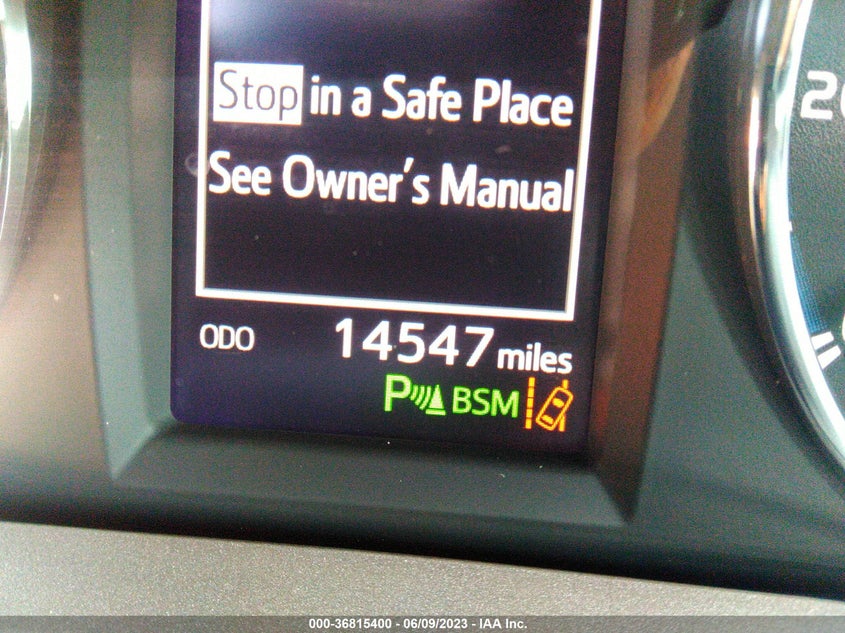 Stop in a Safe Place
See Owner's Manual
ODO 14547 miles
P BSM
000-36815400 - 06/09/2023 - IAA Inc.